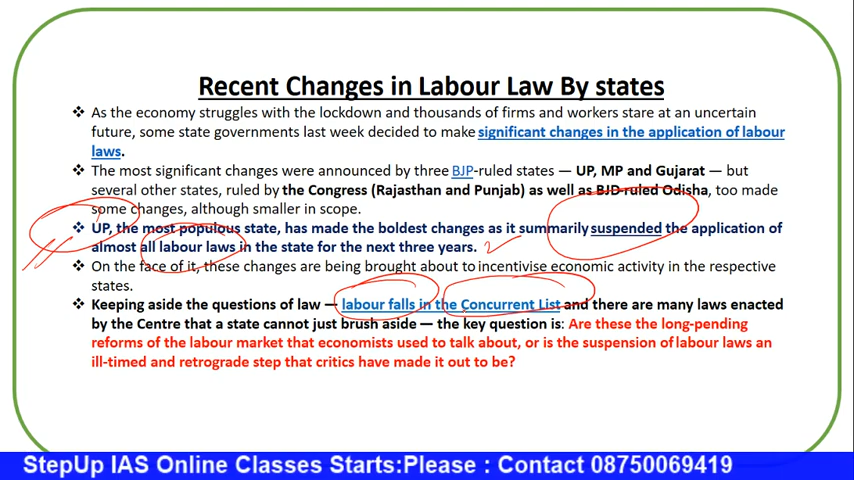 Recent Changes in Labour Law By states
❖ As the economy struggles with the lockdown and thousands of firms and workers stare at an uncertain
future, some state governments last week decided to make significant changes in the application of labour
laws.
❖ The most significant changes were announced by three BJP-ruled states — UP, MP and Gujarat — but
several other states, ruled by the Congress (Rajasthan and Punjab) as well as BJD-ruled Odisha, too made
some changes, although smaller in scope.
❖ UP, the most populous state, has made the boldest changes as it summarily suspended the application of
almost all labour laws in the state for the next three years.
❖ On the face of it, these changes are being brought about to incentivise economic activity in the respective
states.
❖ Keeping aside the questions of law — labour falls in the Concurrent List and there are many laws enacted
by the Centre that a state cannot just brush aside — the key question is: Are these the long-pending
reforms of the labour market that economists used to talk about, or is the suspension of labour laws an
ill-timed and retrograde step that critics have made it out to be?
StepUp IAS Online Classes Starts:Please : Contact 08750069419